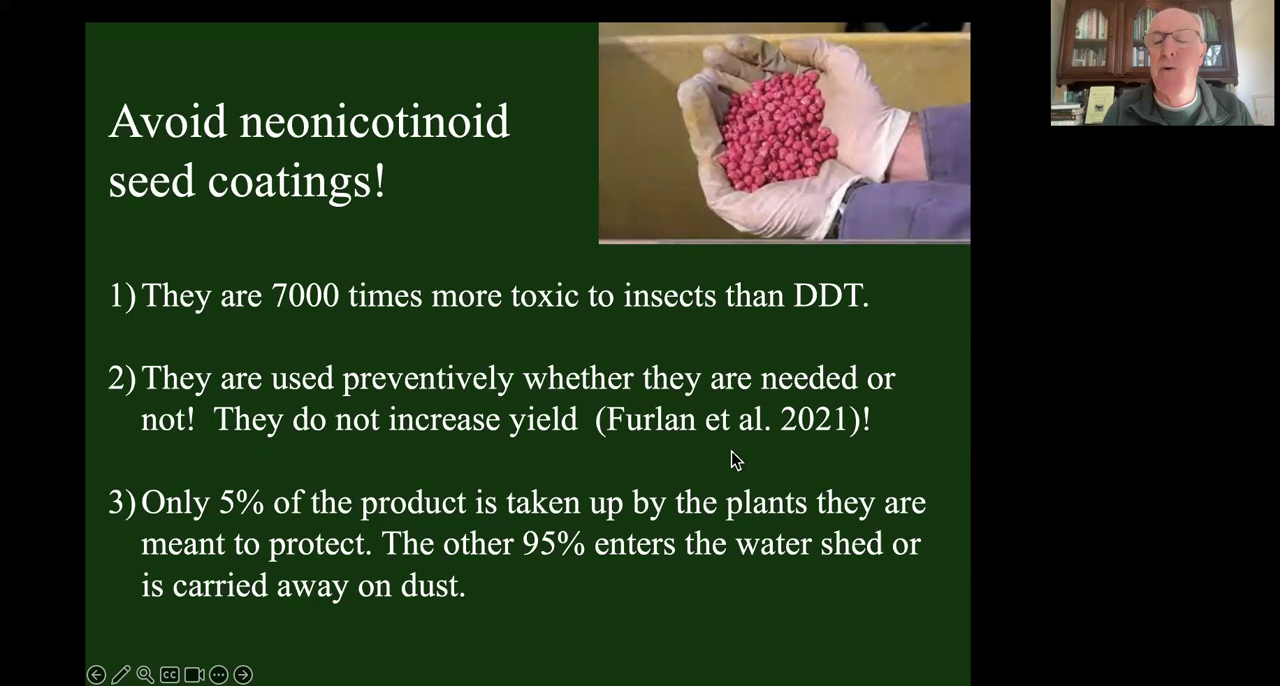 Avoid neonicotinoid
seed coatings!
1) They are 7000 times more toxic to insects than DDT.
2) They are used preventively whether they are needed or
not! They do not increase yield (Furlan et al. 2021)!
3) Only 5% of the product is taken up by the plants they are
meant to protect. The other 95% enters the water shed or
is carried away on dust.
CC